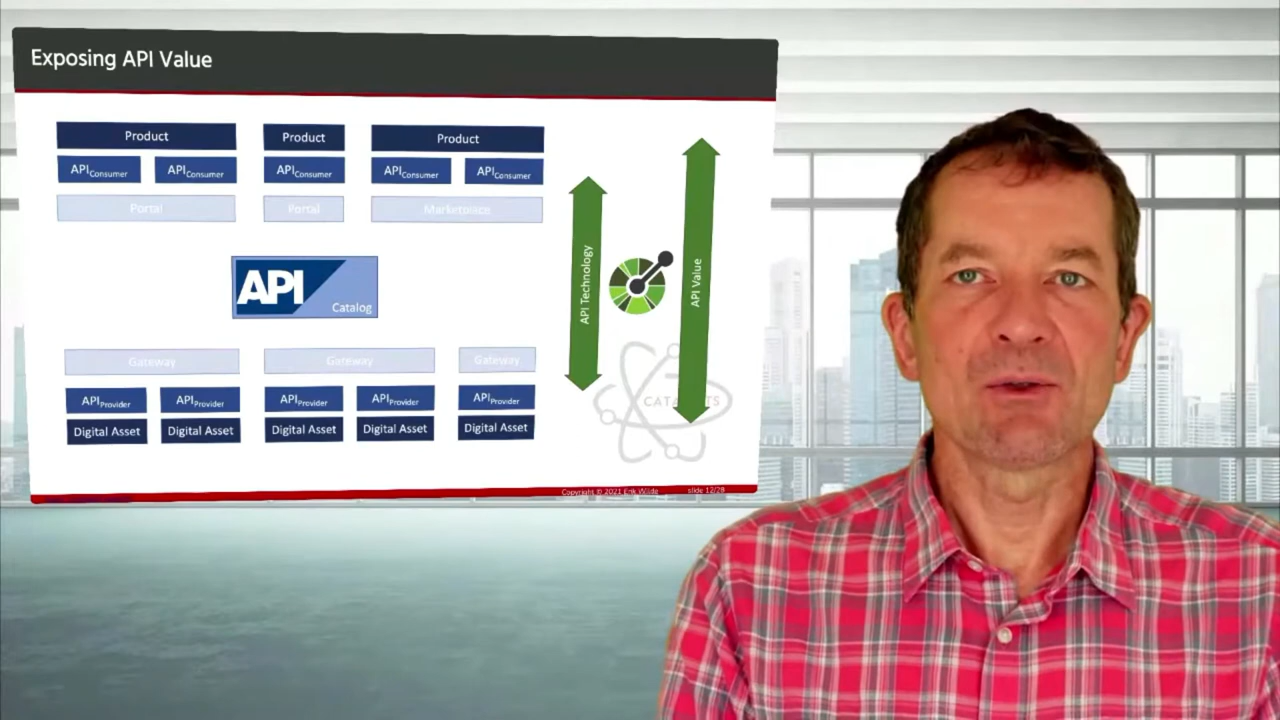 Exposing API Value
Product Product Product
APIConsumer APIConsumer APIConsumer APIConsumer APIConsumer
Portal Portal Marketplace
API
Catalog
API Technology
API Value
Gateway Gateway Gateway
APIProvider APIProvider APIProvider APIProvider APIProvider
Digital Asset Digital Asset Digital Asset Digital Asset Digital Asset
Copyright © 2021 Erik Wilde slide 12/28